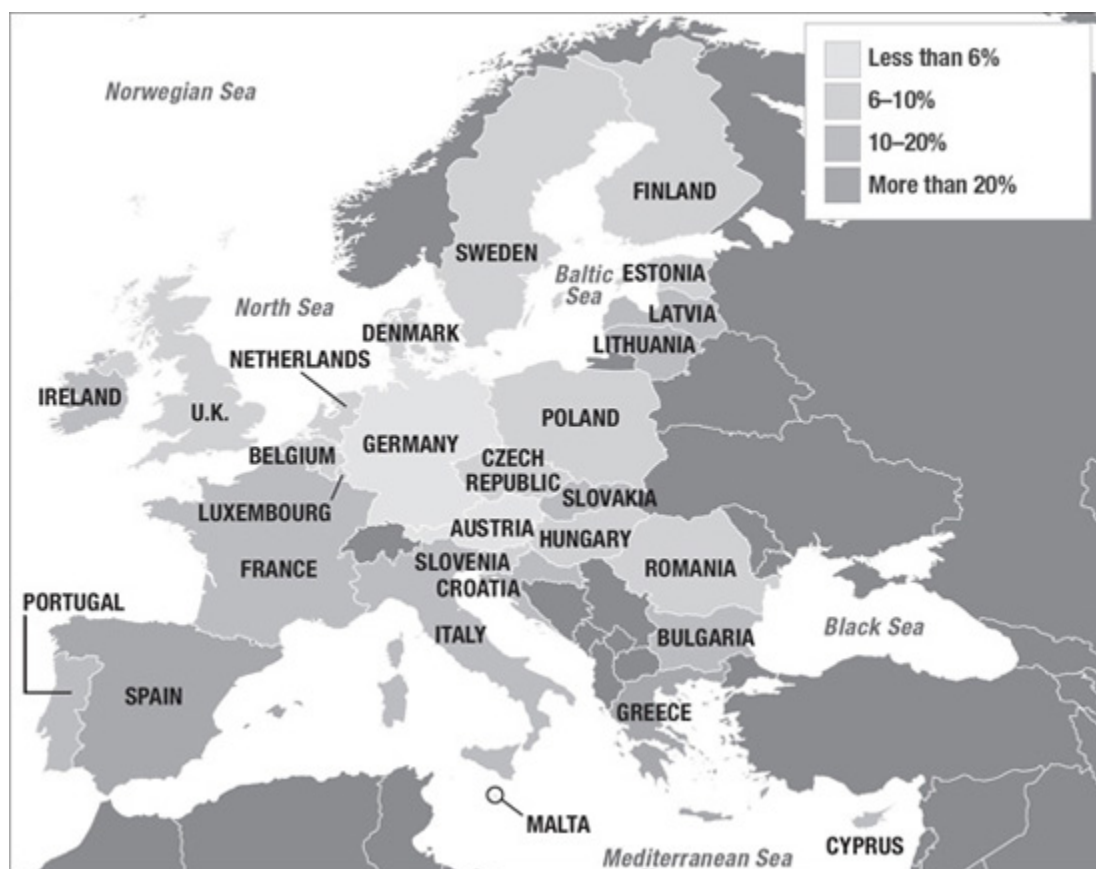 Norwegian Sea
Less than 6%
6–10%
10–20%
More than 20%
FINLAND
SWEDEN
Baltic
Sea
ESTONIA
LATVIA
LITHUANIA
North Sea
DENMARK
NETHERLANDS
IRELAND
U.K.
BELGIUM
GERMANY
POLAND
CZECH
REPUBLIC
SLOVAKIA
LUXEMBOURG
AUSTRIA
HUNGARY
FRANCE
SLOVENIA
CROATIA
ROMANIA
PORTUGAL
ITALY
BULGARIA
Black Sea
SPAIN
GREECE
MALTA
CYPRUS
Mediterranean Sea